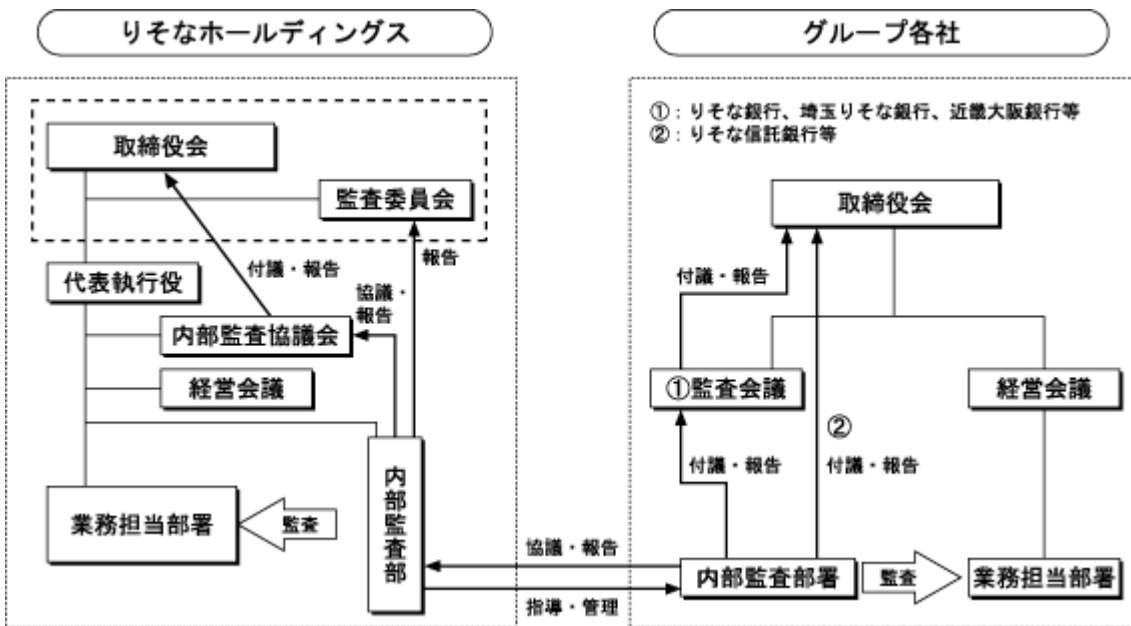 りそなホールディングス
取締役会
監査委員会
報告
代表執行役
付議・報告
協議・
報告
内部監査協議会
経営会議
内部監査部
業務担当部署
監査
グループ各社
①：りそな銀行、埼玉りそな銀行、近畿大阪銀行等
②：りそな信託銀行等
取締役会
付議・報告
①監査会議
経営会議
②
付議・報告
付議・報告
協議・報告
指導・管理
内部監査部署
監査
業務担当部署